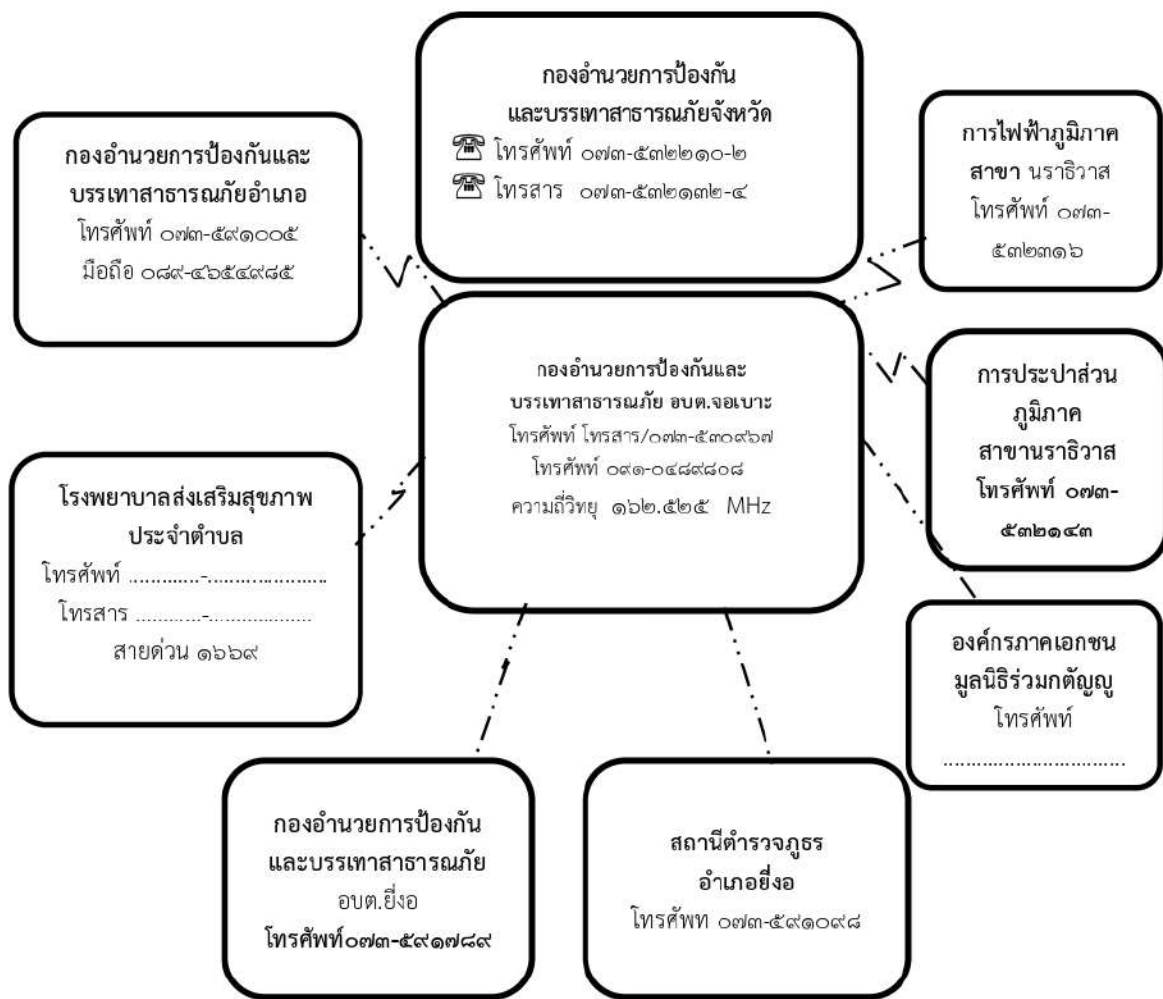 กองอำนวยการป้องกัน
และบรรเทาสาธารณภัยจังหวัด
โทรศัพท์ ๐๗๓-๕๓๒๒๑๐-๒
โทรสาร ๐๗๓-๕๓๒๑๓๒-๔
กองอำนวยการป้องกันและ
บรรเทาสาธารณภัยอำเภอ
โทรศัพท์ ๐๗๓-๕๙๑๐๐๕
มือถือ ๐๘๙-๔๖๕๔๙๘๕
การไฟฟ้าภูมิภาค
สาขา นราธิวาส
โทรศัพท์ ๐๗๓-
๕๓๒๓๑๖
กองอำนวยการป้องกันและ
บรรเทาสาธารณภัย อบต.จอเบาะ
โทรศัพท์ โทรสาร/๐๗๓-๕๓๐๙๖๗
โทรศัพท์ ๐๙๑-๐๔๘๙๘๐๘
ความถี่วิทยุ ๑๖๒.๕๒๕ MHz
การประปาส่วน
ภูมิภาค
สาขานราธิวาส
โทรศัพท์ ๐๗๓-
๕๓๒๑๔๓
โรงพยาบาลส่งเสริมสุขภาพ
ประจำตำบล
โทรศัพท์ .............-......................
โทรสาร ............-...................
สายด่วน ๑๖๖๙
องค์กรภาคเอกชน
มูลนิธิร่วมกตัญญู
โทรศัพท์
..................................
กองอำนวยการป้องกัน
และบรรเทาสาธารณภัย
อบต.ยี่งอ
โทรศัพท์๐๗๓-๕๙๑๗๘๙
สถานีตำรวจภูธร
อำเภอยี่งอ
โทรศัพท ๐๗๓-๕๙๑๐๙๘